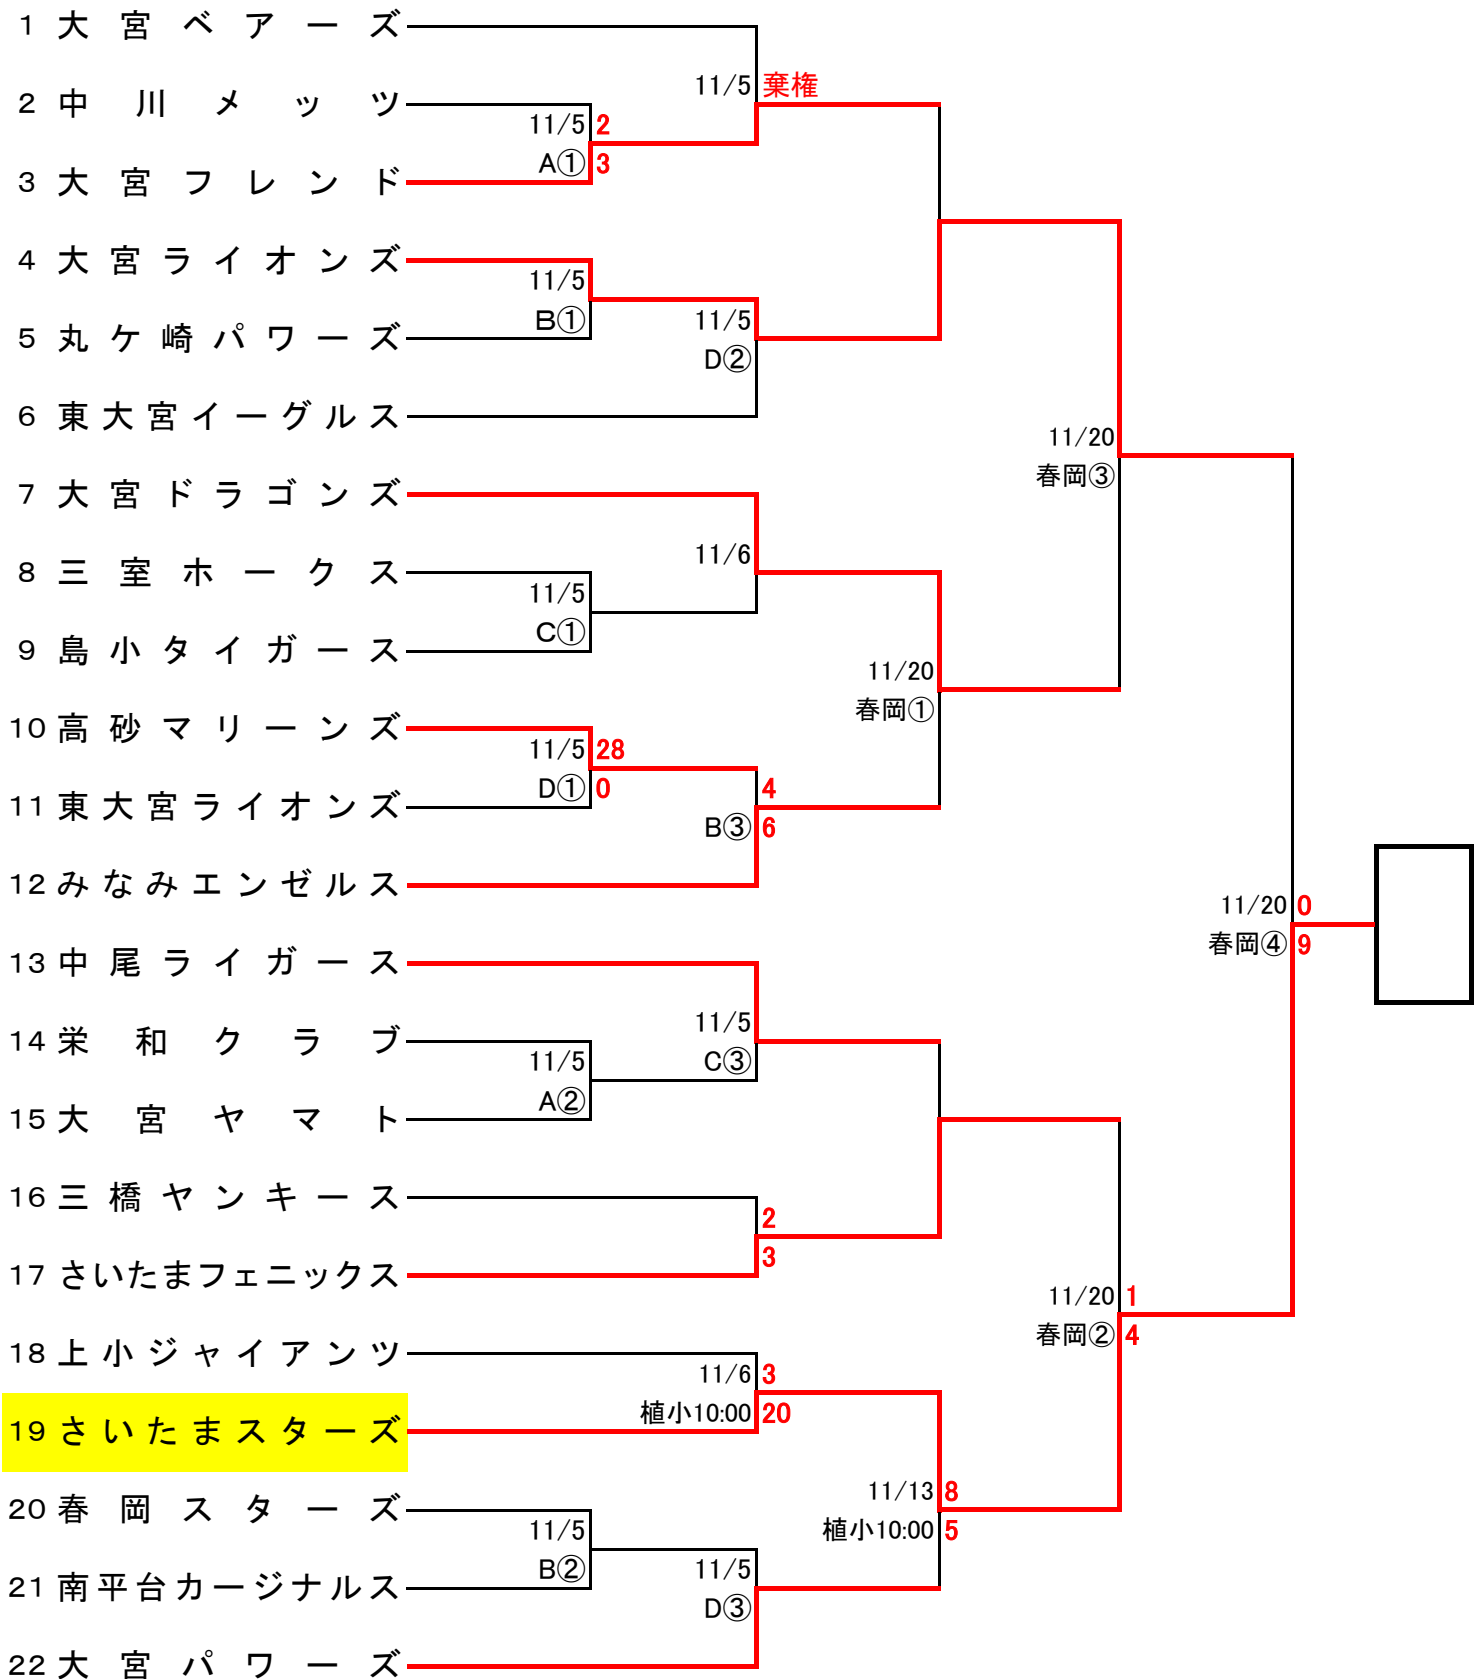 1 大宮ベアーズ
11/5 棄権
2 中川メッツ
11/5 2
A① 3
3 大宮フレンド
4 大宮ライオンズ
11/5
B①
11/5
D②
5 丸ケ崎パワーズ
6 東大宮イーグルス
11/20
春岡③
7 大宮ドラゴンズ
11/6
8 三室ホークス
11/5
C①
9 島小タイガース
11/20
春岡①
10 高砂マリーンズ
11/5 28
D① 0
4
B③ 6
11 東大宮ライオンズ
12 みなみエンゼルス
11/20 0
春岡④ 9
13 中尾ライガース
11/5
C③
14 栄和クラブ
11/5
A②
15 大宮ヤマト
16 三橋ヤンキース
2
3
17 さいたまフェニックス
11/20 1
春岡② 4
18 上小ジャイアンツ
11/6 3
植小10:00 20
19 さいたまスターズ
11/13 8
植小10:00 5
20 春岡スターズ
11/5
B②
11/5
D③
21 南平台カージナルス
22 大宮パワーズ